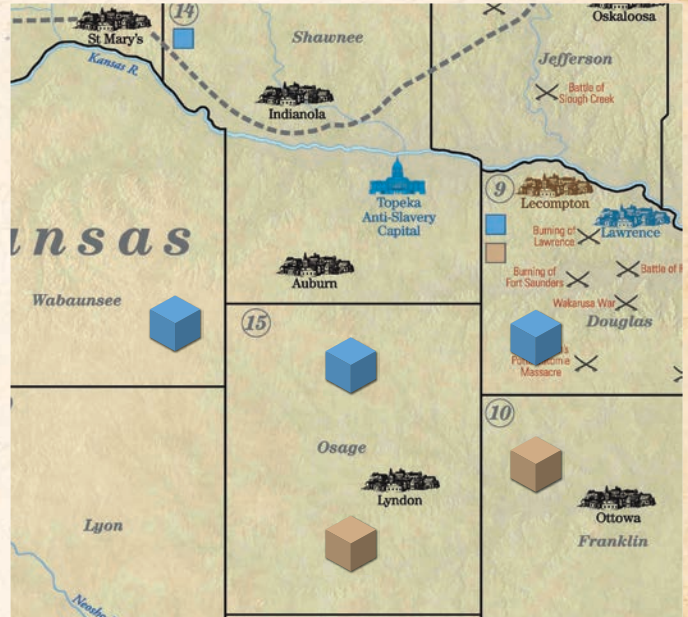 14
St Mary's
Kansas R.
Shawnee
Indianola
Oskaloosa
Jefferson
Battle of
Slough Creek
Topeka
Anti-Slavery
Capital
9
Lecompton
Burning of
Lawrence
Lawrence
Burning of
Fort Saunders
Battle of
Wakarusa War
Douglas
Massacre
Auburn
Wabaunsee
15
Osage
Lyndon
10
Ottowa
Franklin
Lyon